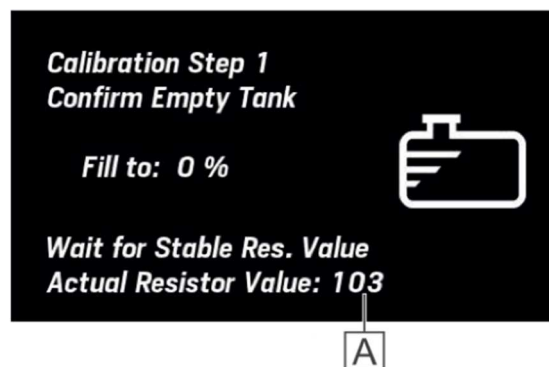 Calibration Step 1
Confirm Empty Tank
Fill to: 0 %
Wait for Stable Res. Value
Actual Resistor Value: 103
A